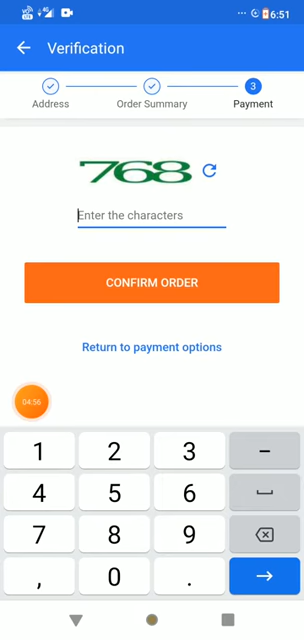 4G
6:51
Verification
3
Address
Order Summary
Payment
768
Enter the characters
CONFIRM ORDER
Return to payment options
04:56
1 2 3 -
4 5 6
7 8 9
, 0 .